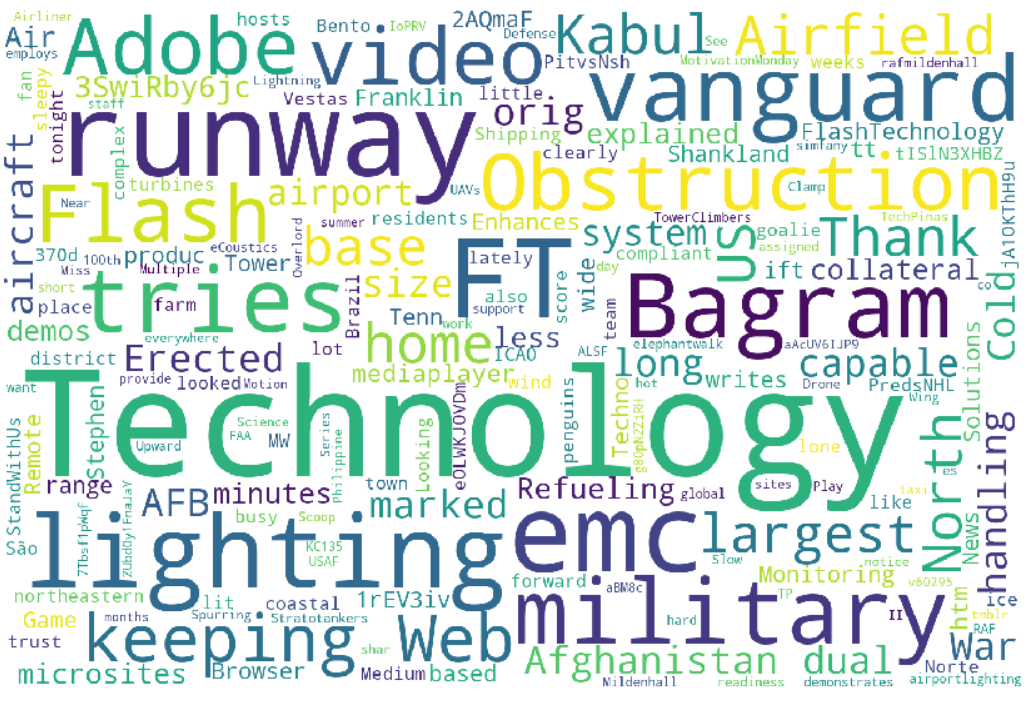 Airliner
hosts
Bento
IoPRV
2AQmaF
Defense
Kabul
See
Airfield
Air
employs
Adobe
video
PitvsNsh
MotivationMonday
weeks
rafmildenhall
vanguard
fan
sleepy
3SwiRby6jc
Lightning
Vestas
Franklin
little
orig
staff
tonight
runway
Shipping
explained
FlashTechnology
simfany
complex
clearly
Shankland
tt
tISlN3XHBZ
aircraft
Near
turbines
Flash
airport
UAVs
Obstruction
Clamp
jA1OKThH9u
residents
Enhances
TowerClimbers
TechPinas
summer
370d
100th
produc
eCoustics
Overlord
base
FT
lately
system
US
goalie
assigned
Thank
Miss
Multiple
Tower
compliant
short
tries
size
also
score
wide
ift
collateral
Cold
place
farm
Brazil
support
day
Bagram
co
demos
everywhere
Tenn
work
less
team
aAcUV6IJP9
Erected
lot
home
ICAO
ALSF
elephantwalk
long
capable
district
looked
mediaplayer
wind
hot
writes
Drone
PredsNHL
Solutions
want
provide
Motion
Techno
Wing
Technology
StandWithUs
Remote
Stephen
Upward
Science
FAA
MW
Series
Philippine
Looking
eOLWKJOVDm
penguins
g80pN2ZiRH
lone
North
es
handling
range
AFB
minutes
town
marked
Refueling
global
sites
Play
like
taxi
News
São
7Tbsf1pWqf
ZUbd0y1FnaJaY
busy
Scoop
KC135
USAF
lighting
emc
largest
Slow
notice
northeastern
lit
coastal
1rEV3iv
forward
aBM8c
Monitoring
TP
v60295
htm
ice
Game
months
Spurring
Stratotankers
hard
military
II
tmblr
RAF
trust
keeping
shar
Web
War
microsites
Browser
Medium
based
Afghanistan
dual
Norte
airportlighting
Mildenhall
readiness
demonstrates